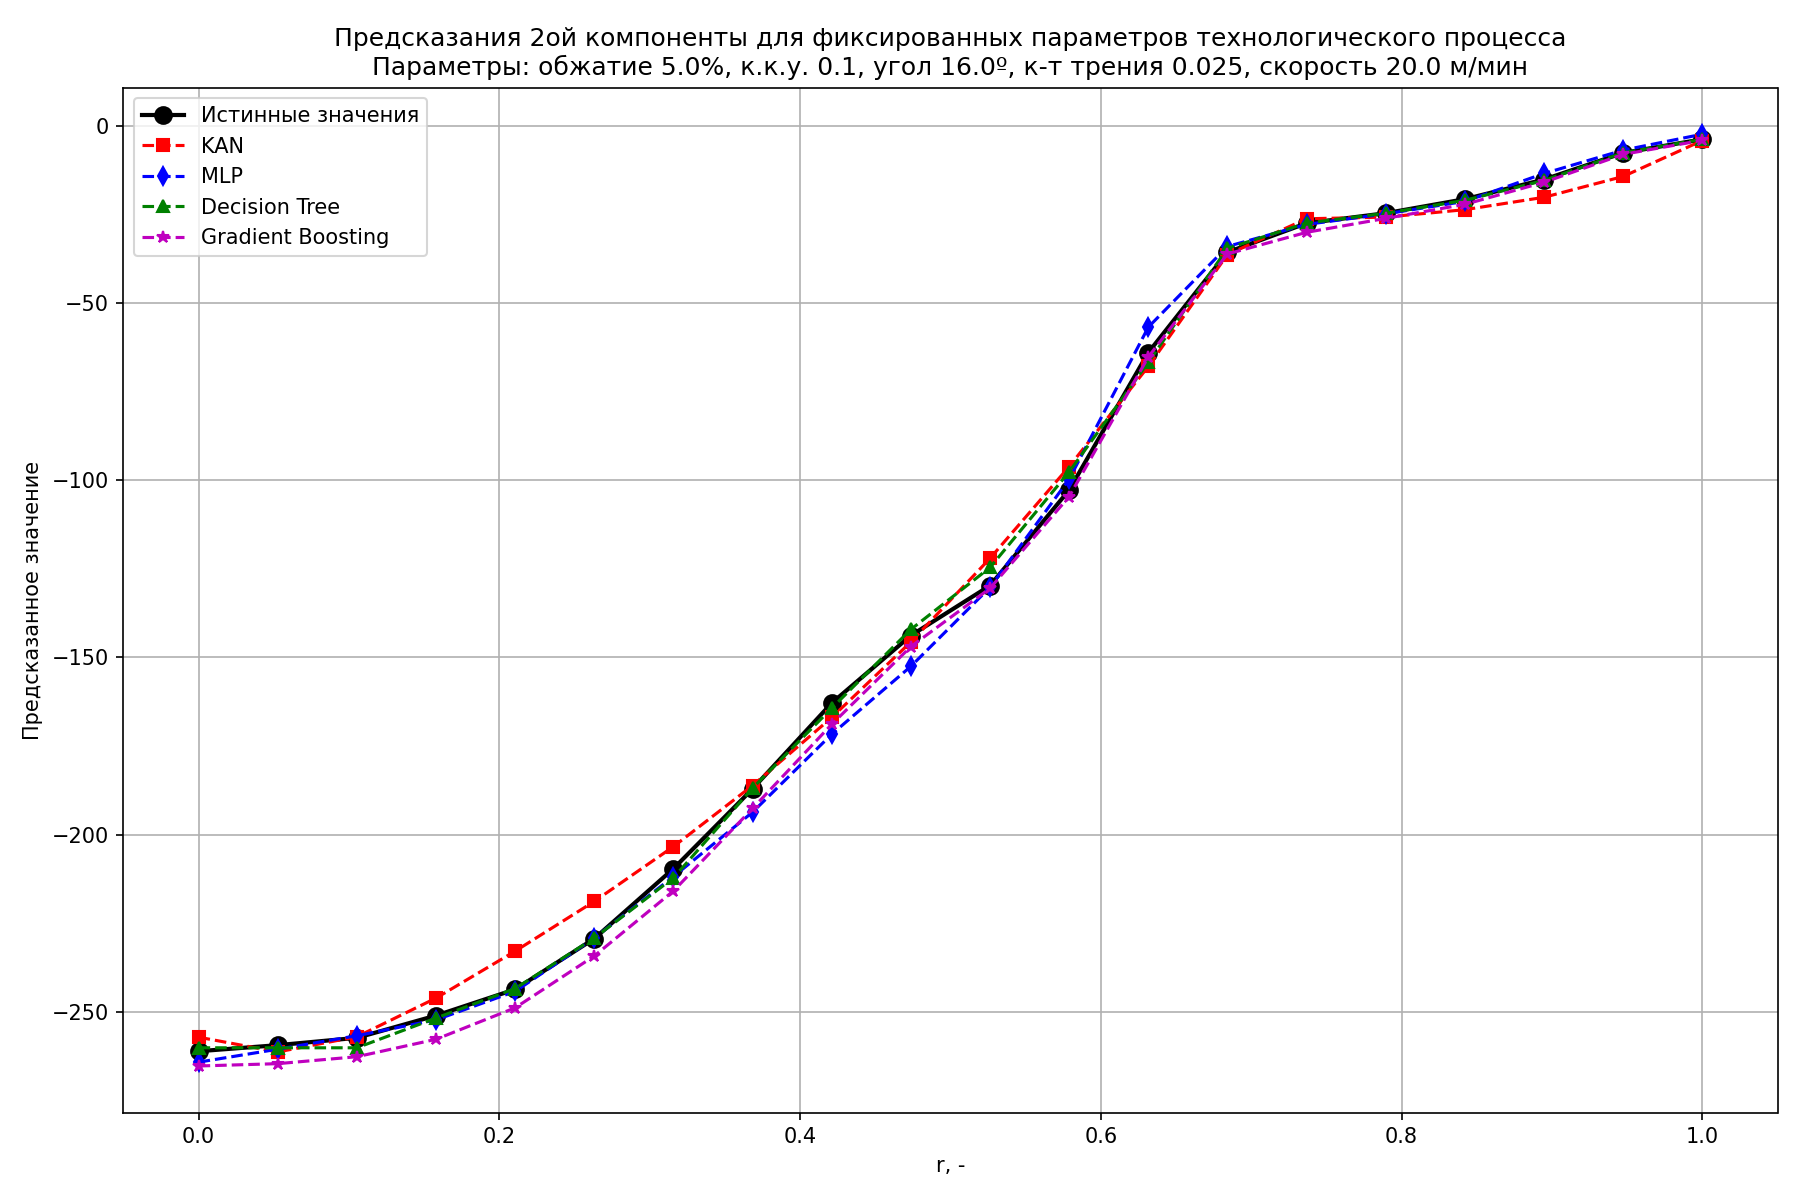 Предсказания 2ой компоненты для фиксированных параметров технологического процесса
Параметры: обжатие 5.0%, к.к.у. 0.1, угол 16.0º, к-т трения 0.025, скорость 20.0 м/мин
Истинные значения
KAN
MLP
Decision Tree
Gradient Boosting
Предсказанное значение
0
−50
−100
−150
−200
−250
0.0 0.2 0.4 0.6 0.8 1.0
r, -